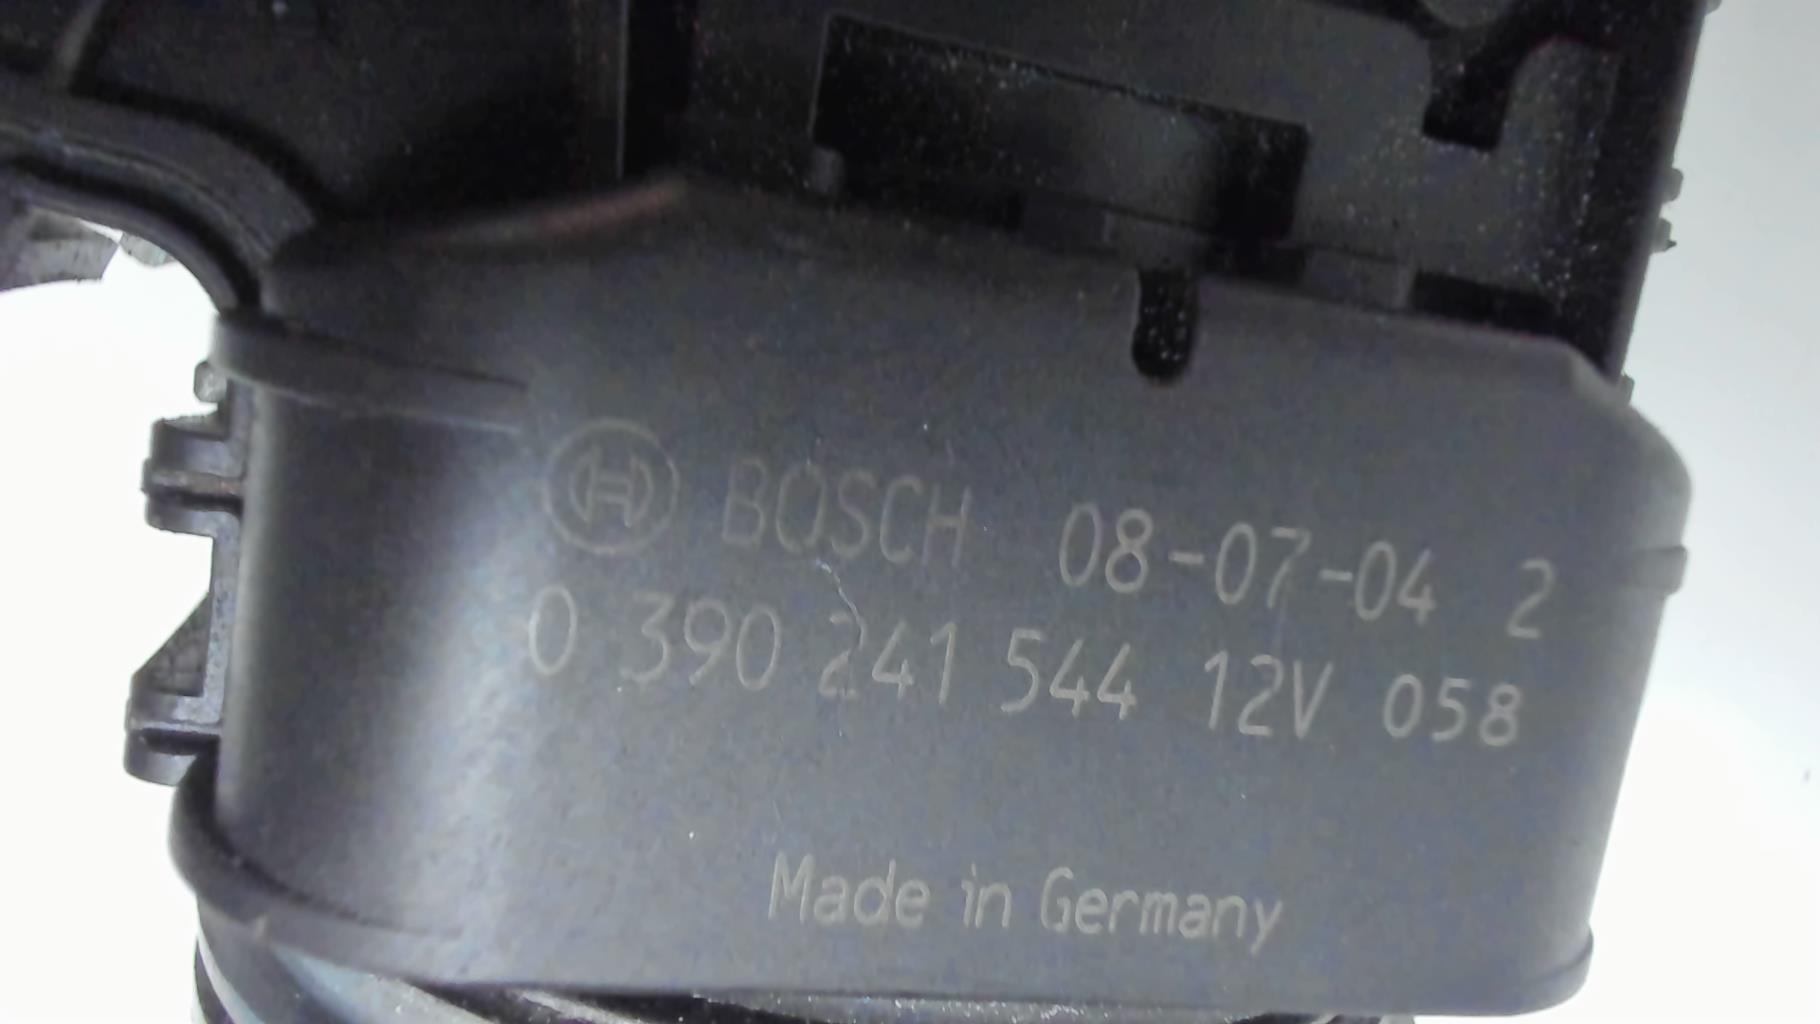 BOSCH 08-07-04 2
0 390 241 544 12V 058
Made in Germany